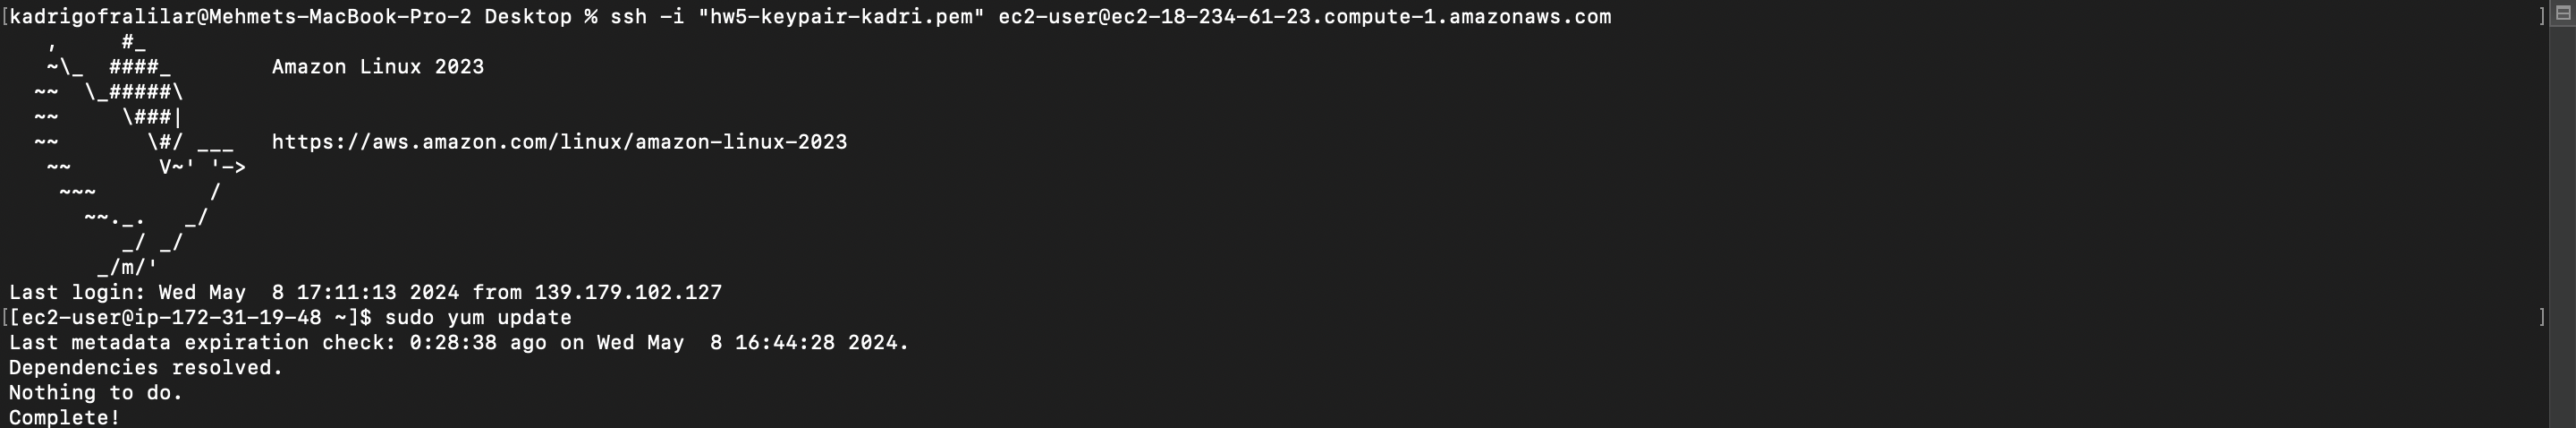 [kadrigofralilar@Mehmets-MacBook-Pro-2 Desktop % ssh -i "hw5-keypair-kadri.pem" ec2-user@ec2-18-234-61-23.compute-1.amazonaws.com ]
   ,     #_
   ~\_  ####_        Amazon Linux 2023
  ~~  \_#####\
  ~~     \###|
  ~~       \#/ ___   https://aws.amazon.com/linux/amazon-linux-2023
   ~~       V~' '->
    ~~~         /
      ~~._.   _/
         _/ _/
       _/m/'
Last login: Wed May  8 17:11:13 2024 from 139.179.102.127
[[ec2-user@ip-172-31-19-48 ~]$ sudo yum update ]
Last metadata expiration check: 0:28:38 ago on Wed May  8 16:44:28 2024.
Dependencies resolved.
Nothing to do.
Complete!